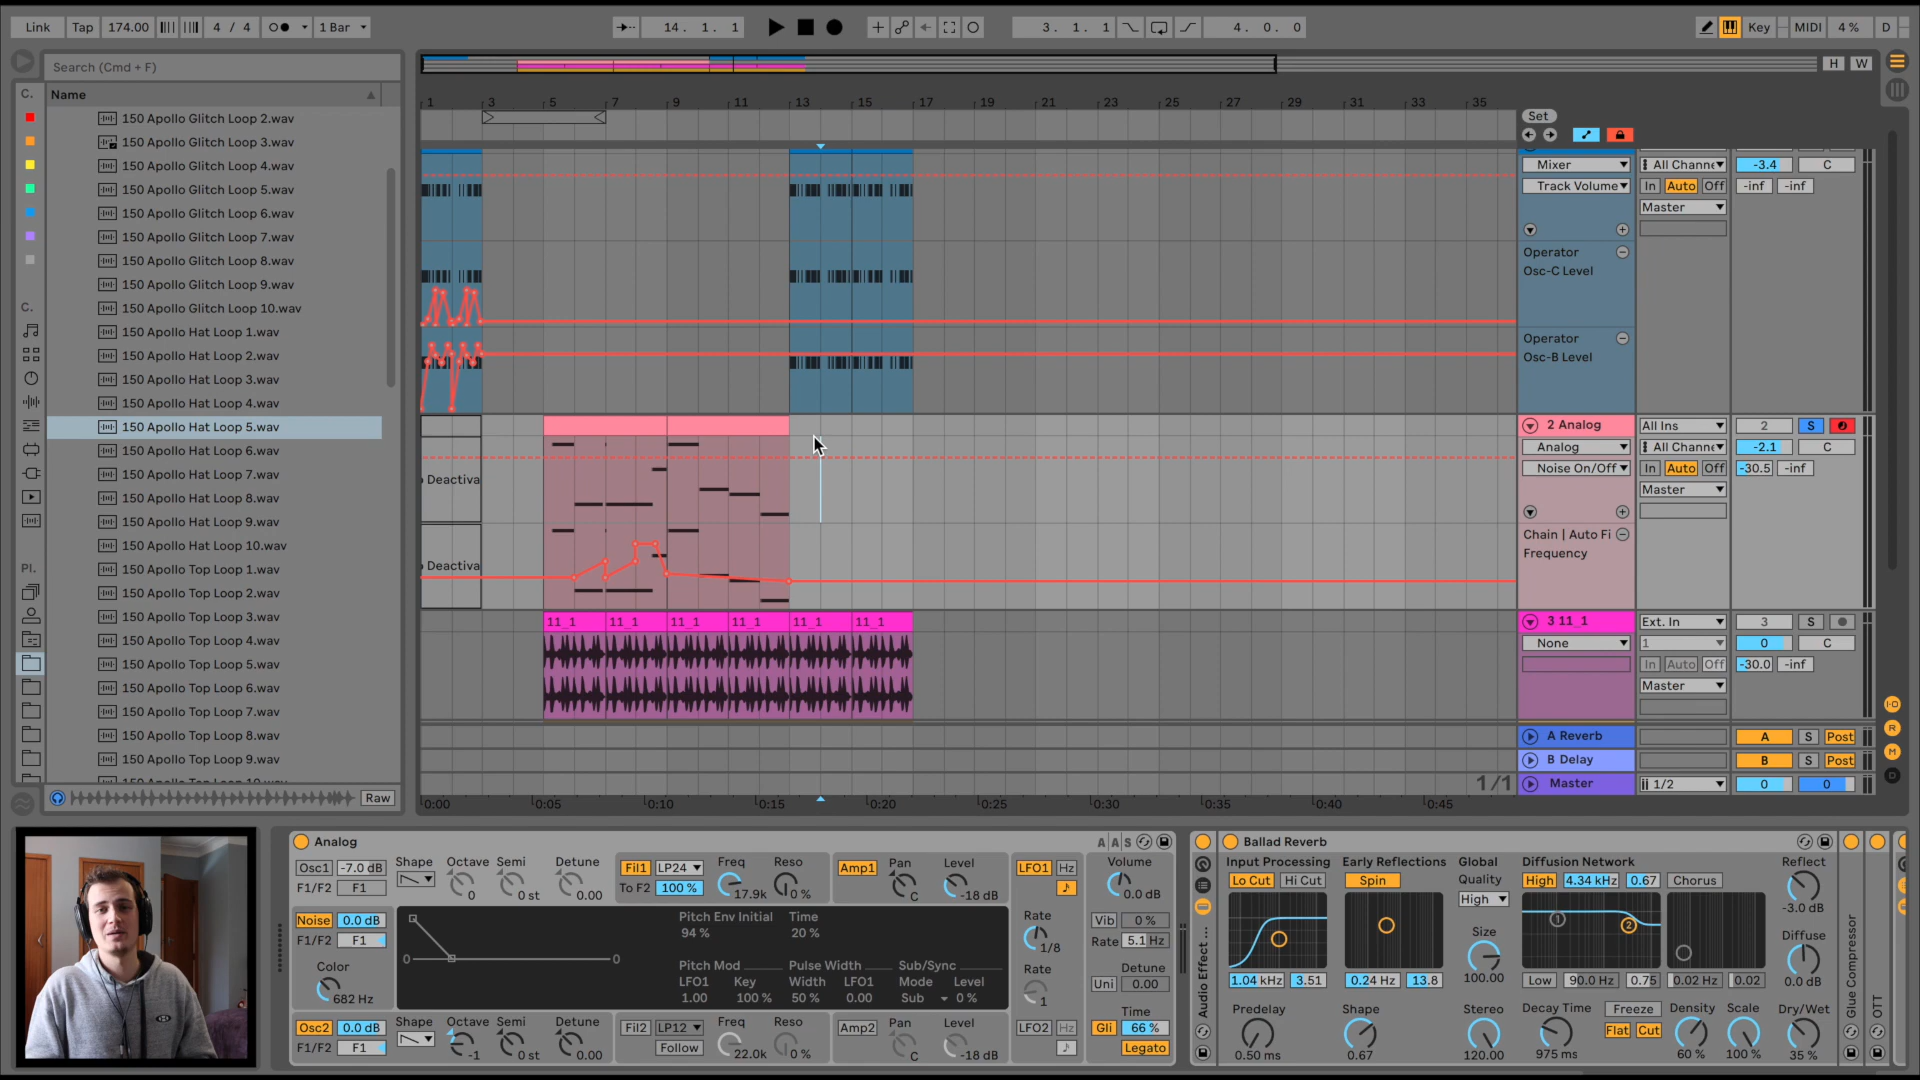 Link Tap 174.00 4 / 4 1 Bar 14. 1. 1 3. 1. 1 4. 0. 0 Key MIDI 4 % D
Search (Cmd + F)
H W
C. Name
1 3 5 7 9 11 13 15 17 19 21 23 25 27 29 31 33 35
Set
150 Apollo Glitch Loop 2.wav
150 Apollo Glitch Loop 3.wav
150 Apollo Glitch Loop 4.wav
150 Apollo Glitch Loop 5.wav
150 Apollo Glitch Loop 6.wav
150 Apollo Glitch Loop 7.wav
150 Apollo Glitch Loop 8.wav
150 Apollo Glitch Loop 9.wav
150 Apollo Glitch Loop 10.wav
150 Apollo Hat Loop 1.wav
150 Apollo Hat Loop 2.wav
150 Apollo Hat Loop 3.wav
150 Apollo Hat Loop 4.wav
150 Apollo Hat Loop 5.wav
150 Apollo Hat Loop 6.wav
150 Apollo Hat Loop 7.wav
150 Apollo Hat Loop 8.wav
150 Apollo Hat Loop 9.wav
150 Apollo Hat Loop 10.wav
150 Apollo Top Loop 1.wav
150 Apollo Top Loop 2.wav
150 Apollo Top Loop 3.wav
150 Apollo Top Loop 4.wav
150 Apollo Top Loop 5.wav
150 Apollo Top Loop 6.wav
150 Apollo Top Loop 7.wav
150 Apollo Top Loop 8.wav
150 Apollo Top Loop 9.wav
C.
Pl.
Raw
Mixer All Channe -3.4 C
Track Volume In Auto Off -inf -inf
Master
Operator
Osc-C Level
Operator
Osc-B Level
2 Analog All Ins 2 S
Analog All Channe -2.1 C
Noise On/Off In Auto Off -30.5 -inf
Master
Deactiva
Chain | Auto Fi
Frequency
Deactiva
11_1 11_1 11_1 11_1 11_1 11_1
3 11_1 Ext. In 3 S
None 1 0 C
In Auto Off -30.0 -inf
Master
A Reverb A S Post
B Delay B S Post
1/1 Master 1/2 0 0
0:00 0:05 0:10 0:15 0:20 0:25 0:30 0:35 0:40 0:45
Analog A A S
Osc1 -7.0 dB Shape Octave Semi Detune
F1/F2 F1 0 0 st 0.00
Fil1 LP24 Freq Reso
To F2 100 % 17.9k 0 %
Amp1 Pan Level
C -18 dB
LFO1 Hz
Volume
0.0 dB
Noise 0.0 dB
F1/F2 F1
Color
682 Hz
0 0
Pitch Env Initial Time
94 % 20 %
Pitch Mod Pulse Width Sub/Sync
LFO1 Key Width LFO1 Mode Level
1.00 100 % 50 % 0.00 Sub 0 %
Rate
1/8
Rate
1
Vib 0 %
Rate 5.1 Hz
Detune
Uni 0.00
Time
Gli 66 %
Legato
Osc2 0.0 dB Shape Octave Semi Detune
F1/F2 F1 -1 0 st 0.00
Fil2 LP12 Freq Reso
Follow 22.0k 0 %
Amp2 Pan Level
C -18 dB
LFO2 Hz
Audio Effect ...
Ballad Reverb
Input Processing Early Reflections Global Diffusion Network Reflect
Lo Cut Hi Cut Spin Quality High 4.34 kHz 0.67 Chorus
High
-3.0 dB
1 2
Size Diffuse
1.04 kHz 3.51 0.24 Hz 13.8 100.00 Low 90.0 Hz 0.75 0.02 Hz 0.02 0.0 dB
Predelay Shape Stereo Decay Time Freeze Density Scale Dry/Wet
Flat Cut
0.50 ms 0.67 120.00 975 ms 60 % 100 % 35 %
Glue Compressor
OTT
I-O
R
M
D